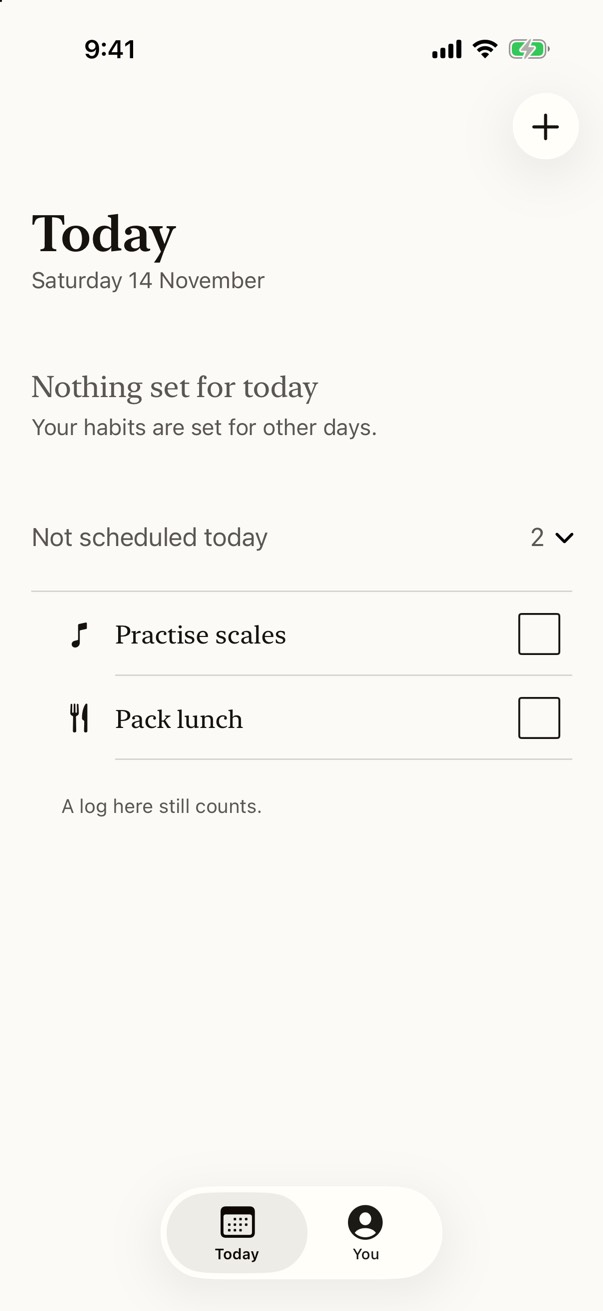 9:41
Today
Saturday 14 November
Nothing set for today
Your habits are set for other days.
Not scheduled today 2
Practise scales
Pack lunch
A log here still counts.
Today You